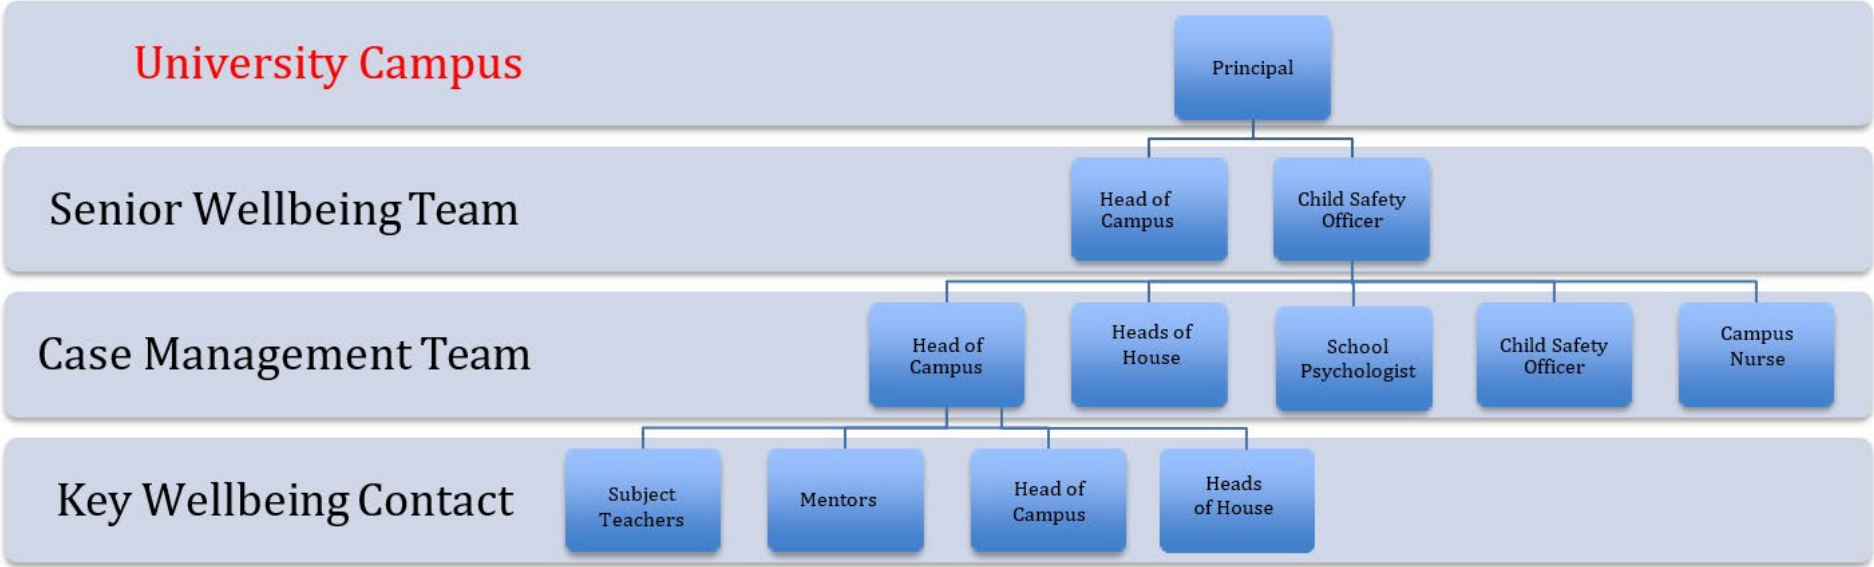 University Campus
Principal
Senior Wellbeing Team
Head of
Campus
Child Safety
Officer
Case Management Team
Head of
Campus
Heads of
House
School
Psychologist
Child Safety
Officer
Campus
Nurse
Key Wellbeing Contact
Subject
Teachers
Mentors
Head of
Campus
Heads
of House